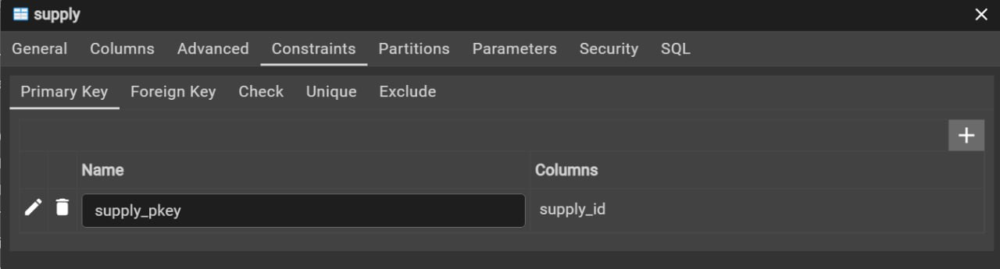 supply
General Columns Advanced Constraints Partitions Parameters Security SQL
Primary Key Foreign Key Check Unique Exclude
Name Columns
supply_pkey supply_id